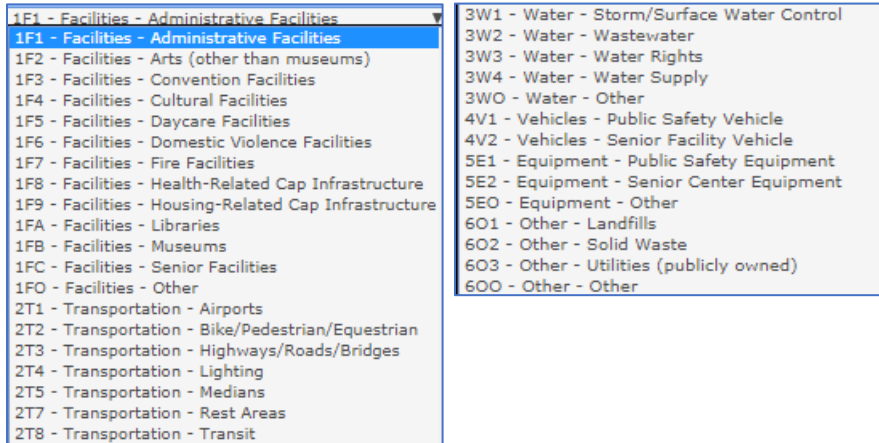 1F1 - Facilities - Administrative Facilities
1F1 - Facilities - Administrative Facilities
1F2 - Facilities - Arts (other than museums)
1F3 - Facilities - Convention Facilities
1F4 - Facilities - Cultural Facilities
1F5 - Facilities - Daycare Facilities
1F6 - Facilities - Domestic Violence Facilities
1F7 - Facilities - Fire Facilities
1F8 - Facilities - Health-Related Cap Infrastructure
1F9 - Facilities - Housing-Related Cap Infrastructure
1FA - Facilities - Libraries
1FB - Facilities - Museums
1FC - Facilities - Senior Facilities
1FO - Facilities - Other
2T1 - Transportation - Airports
2T2 - Transportation - Bike/Pedestrian/Equestrian
2T3 - Transportation - Highways/Roads/Bridges
2T4 - Transportation - Lighting
2T5 - Transportation - Medians
2T7 - Transportation - Rest Areas
2T8 - Transportation - Transit
3W1 - Water - Storm/Surface Water Control
3W2 - Water - Wastewater
3W3 - Water - Water Rights
3W4 - Water - Water Supply
3WO - Water - Other
4V1 - Vehicles - Public Safety Vehicle
4V2 - Vehicles - Senior Facility Vehicle
5E1 - Equipment - Public Safety Equipment
5E2 - Equipment - Senior Center Equipment
5EO - Equipment - Other
6O1 - Other - Landfills
6O2 - Other - Solid Waste
6O3 - Other - Utilities (publicly owned)
6OO - Other - Other